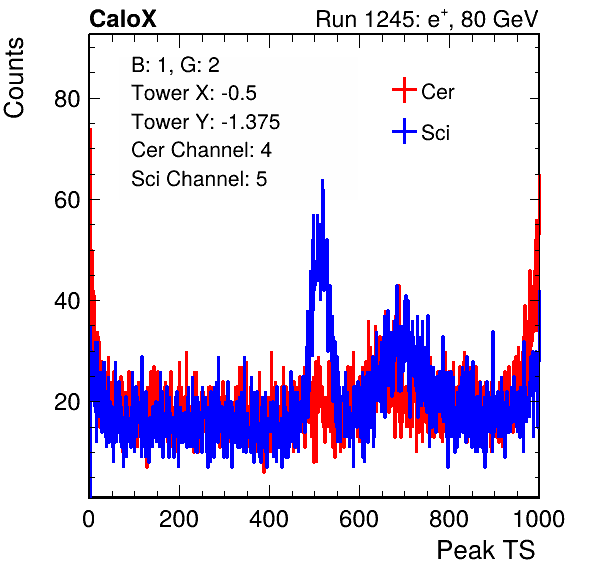 CaloX Run 1245: e+, 80 GeV
Counts
B: 1, G: 2
Tower X: -0.5
Tower Y: -1.375
Cer Channel: 4
Sci Channel: 5
Cer
Sci
80
60
40
20
0 200 400 600 800 1000
Peak TS